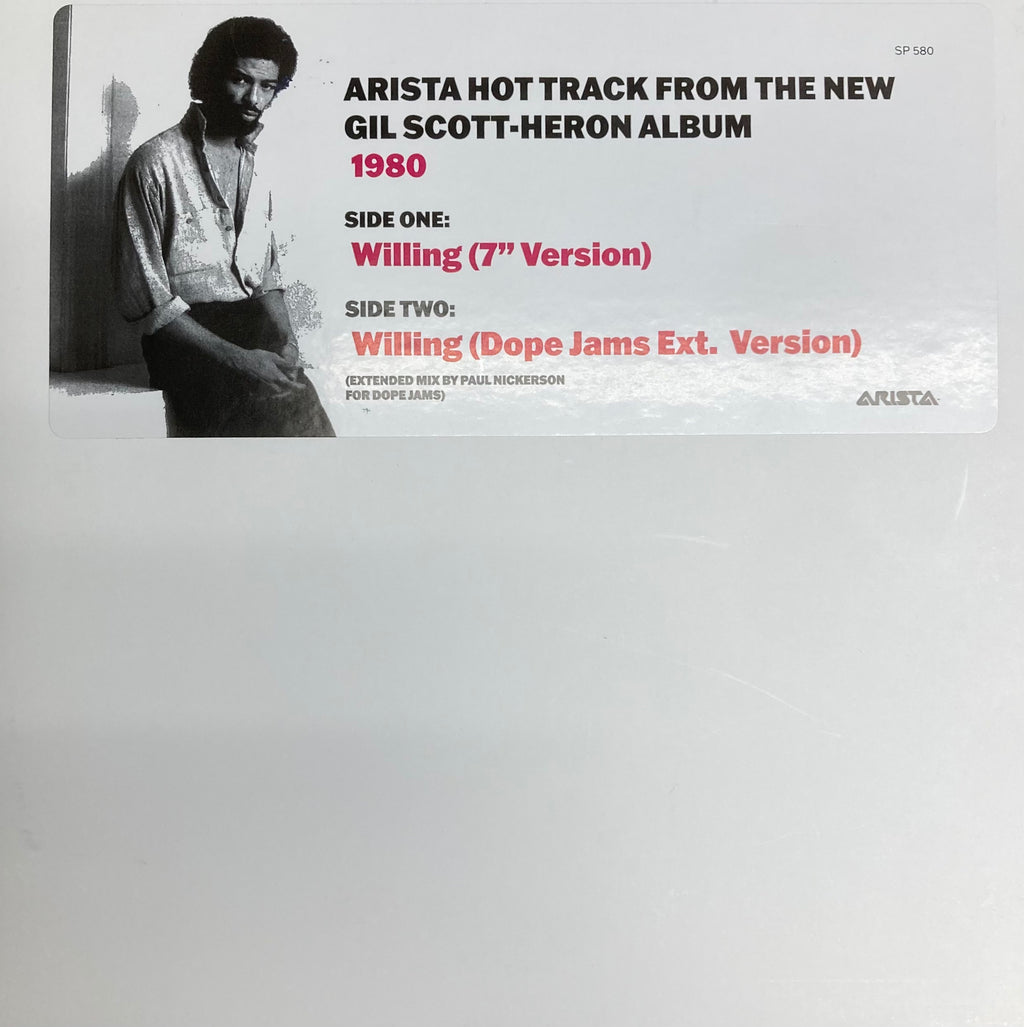 SP 580
ARISTA HOT TRACK FROM THE NEW
GIL SCOTT-HERON ALBUM
1980
SIDE ONE:
Willing (7” Version)
SIDE TWO:
Willing (Dope Jams Ext. Version)
(EXTENDED MIX BY PAUL NICKERSON
FOR DOPE JAMS)
ARISTA